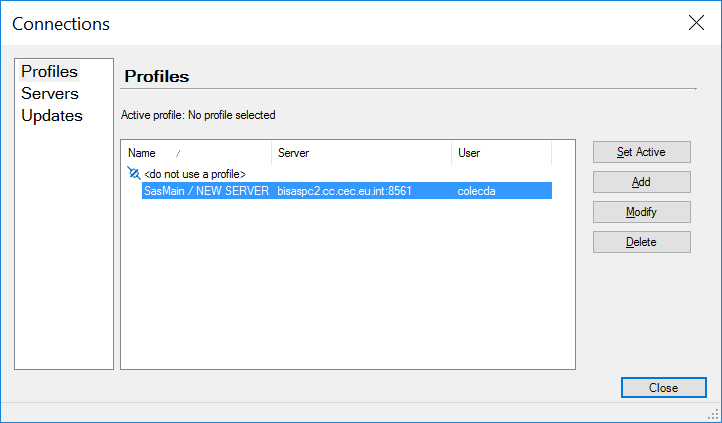 Connections
Profiles
Servers
Updates
Profiles
Active profile: No profile selected
Name / Server User
<do not use a profile>
SasMain / NEW SERVER bisaspc2.cc.cec.eu.int:8561 colecda
Set Active
Add
Modify
Delete
Close